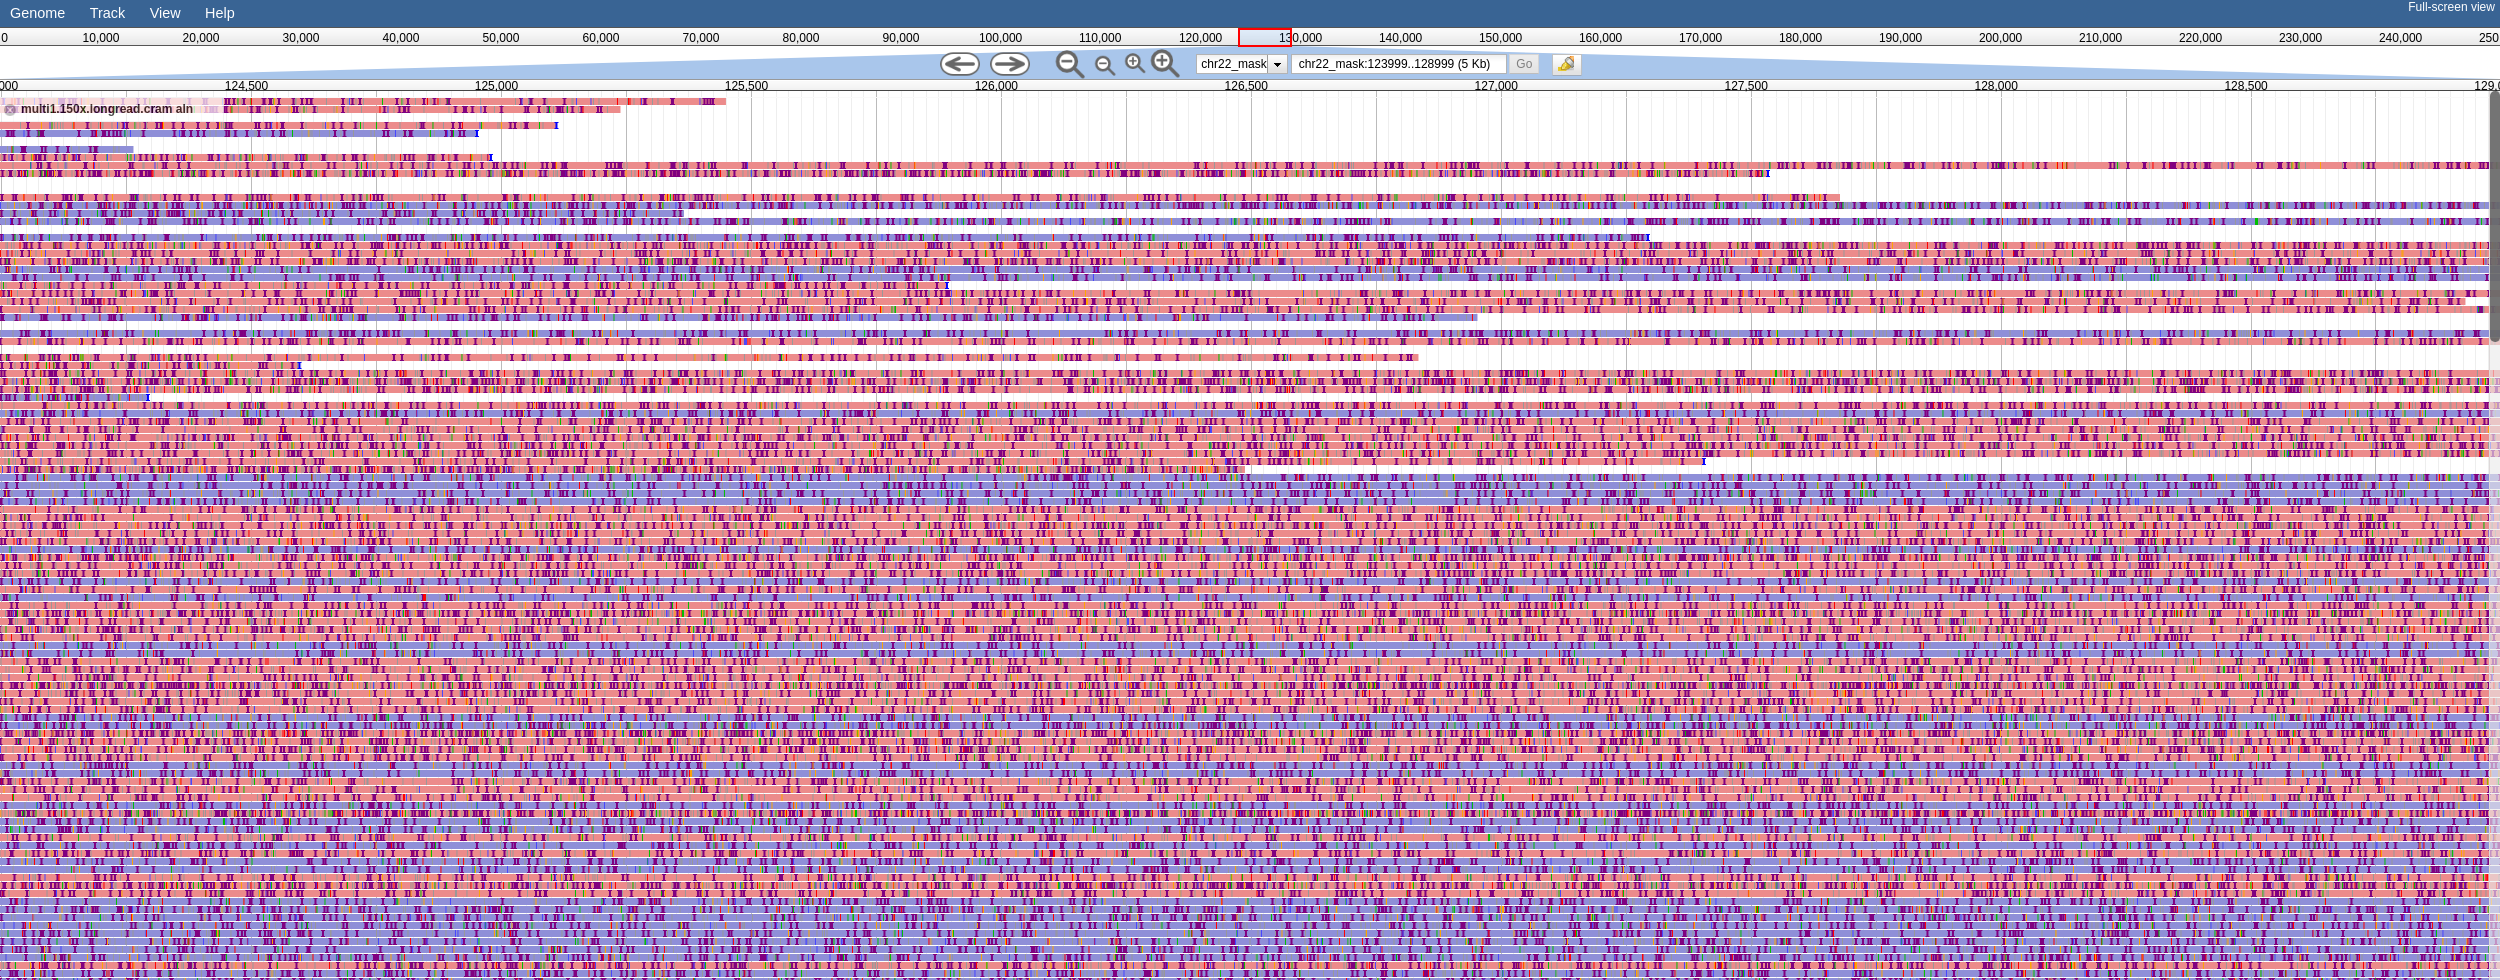 Genome Track View Help Full-screen view
0 10,000 20,000 30,000 40,000 50,000 60,000 70,000 80,000 90,000 100,000 110,000 120,000 130,000 140,000 150,000 160,000 170,000 180,000 190,000 200,000 210,000 220,000 230,000 240,000 250
chr22_mask chr22_mask:123999..128999 (5 Kb) Go
000 124,500 125,000 125,500 126,000 126,500 127,000 127,500 128,000 128,500 129,0
multi1.150x.longread.cram aln